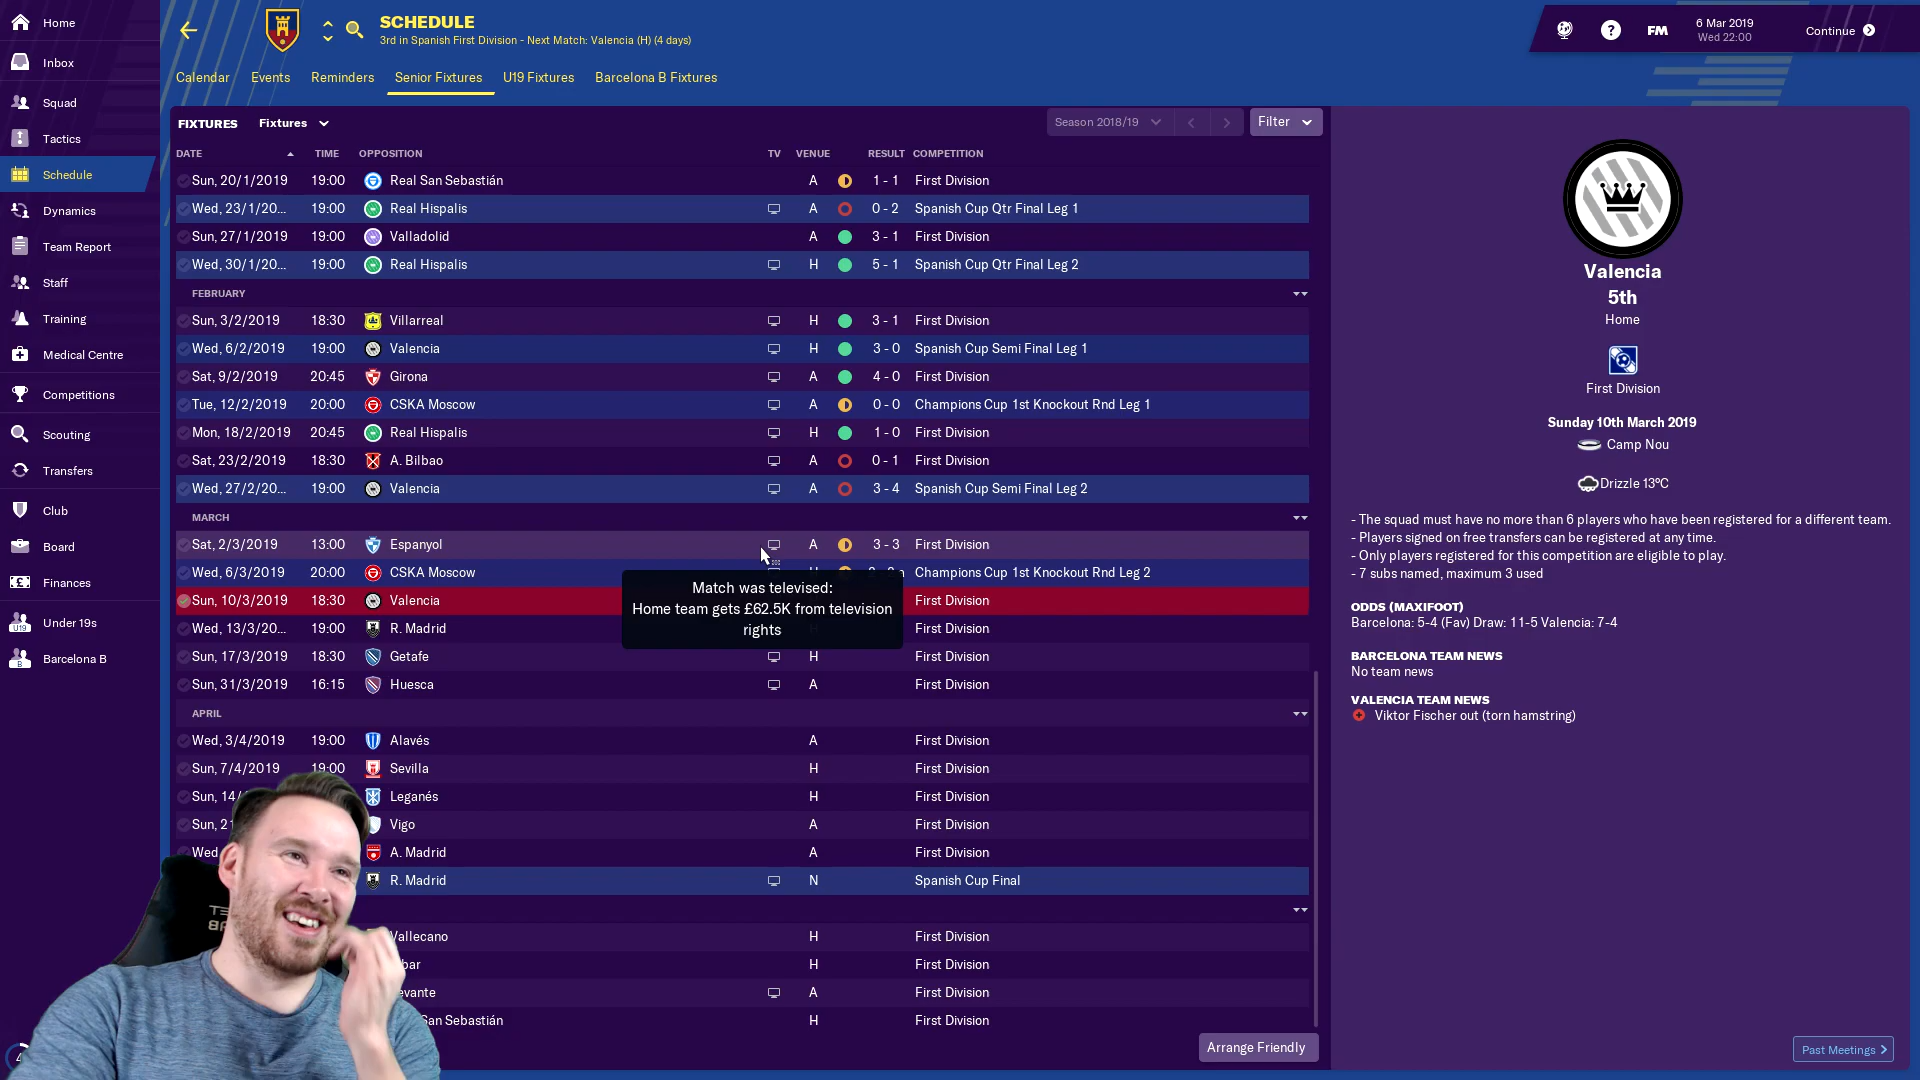 Home
Inbox
Squad
Tactics
Schedule
Dynamics
Team Report
Staff
Training
Medical Centre
Competitions
Scouting
Transfers
Club
Board
Finances
Under 19s
Barcelona B
SCHEDULE
3rd in Spanish First Division - Next Match: Valencia (H) (4 days)
FM
6 Mar 2019
Wed 22:00
Continue
Calendar Events Reminders Senior Fixtures U19 Fixtures Barcelona B Fixtures
FIXTURES Fixtures Season 2018/19 Filter
DATE TIME OPPOSITION TV VENUE RESULT COMPETITION
Sun, 20/1/2019 19:00 Real San Sebastián A 1 - 1 First Division
Wed, 23/1/20... 19:00 Real Hispalis A 0 - 2 Spanish Cup Qtr Final Leg 1
Sun, 27/1/2019 19:00 Valladolid A 3 - 1 First Division
Wed, 30/1/20... 19:00 Real Hispalis H 5 - 1 Spanish Cup Qtr Final Leg 2
FEBRUARY
Sun, 3/2/2019 18:30 Villarreal H 3 - 1 First Division
Wed, 6/2/2019 19:00 Valencia H 3 - 0 Spanish Cup Semi Final Leg 1
Sat, 9/2/2019 20:45 Girona A 4 - 0 First Division
Tue, 12/2/2019 20:00 CSKA Moscow A 0 - 0 Champions Cup 1st Knockout Rnd Leg 1
Mon, 18/2/2019 20:45 Real Hispalis H 1 - 0 First Division
Sat, 23/2/2019 18:30 A. Bilbao A 0 - 1 First Division
Wed, 27/2/20... 19:00 Valencia A 3 - 4 Spanish Cup Semi Final Leg 2
MARCH
Sat, 2/3/2019 13:00 Espanyol A 3 - 3 First Division
Wed, 6/3/2019 20:00 CSKA Moscow Champions Cup 1st Knockout Rnd Leg 2
Sun, 10/3/2019 18:30 Valencia First Division
Wed, 13/3/20... 19:00 R. Madrid First Division
Sun, 17/3/2019 18:30 Getafe H First Division
Sun, 31/3/2019 16:15 Huesca A First Division
Match was televised:
Home team gets £62.5K from television
rights
APRIL
Wed, 3/4/2019 19:00 Alavés A First Division
Sun, 7/4/2019 19:00 Sevilla H First Division
Sun, 14/ Leganés H First Division
Sun, 2 Vigo A First Division
Wed A. Madrid A First Division
R. Madrid N Spanish Cup Final
Vallecano H First Division
bar H First Division
evante A First Division
San Sebastián H First Division
Arrange Friendly
Valencia
5th
Home
First Division
Sunday 10th March 2019
Camp Nou
Drizzle 13ºC
- The squad must have no more than 6 players who have been registered for a different team.
- Players signed on free transfers can be registered at any time.
- Only players registered for this competition are eligible to play.
- 7 subs named, maximum 3 used
ODDS (MAXIFOOT)
Barcelona: 5-4 (Fav) Draw: 11-5 Valencia: 7-4
BARCELONA TEAM NEWS
No team news
VALENCIA TEAM NEWS
Viktor Fischer out (torn hamstring)
Past Meetings